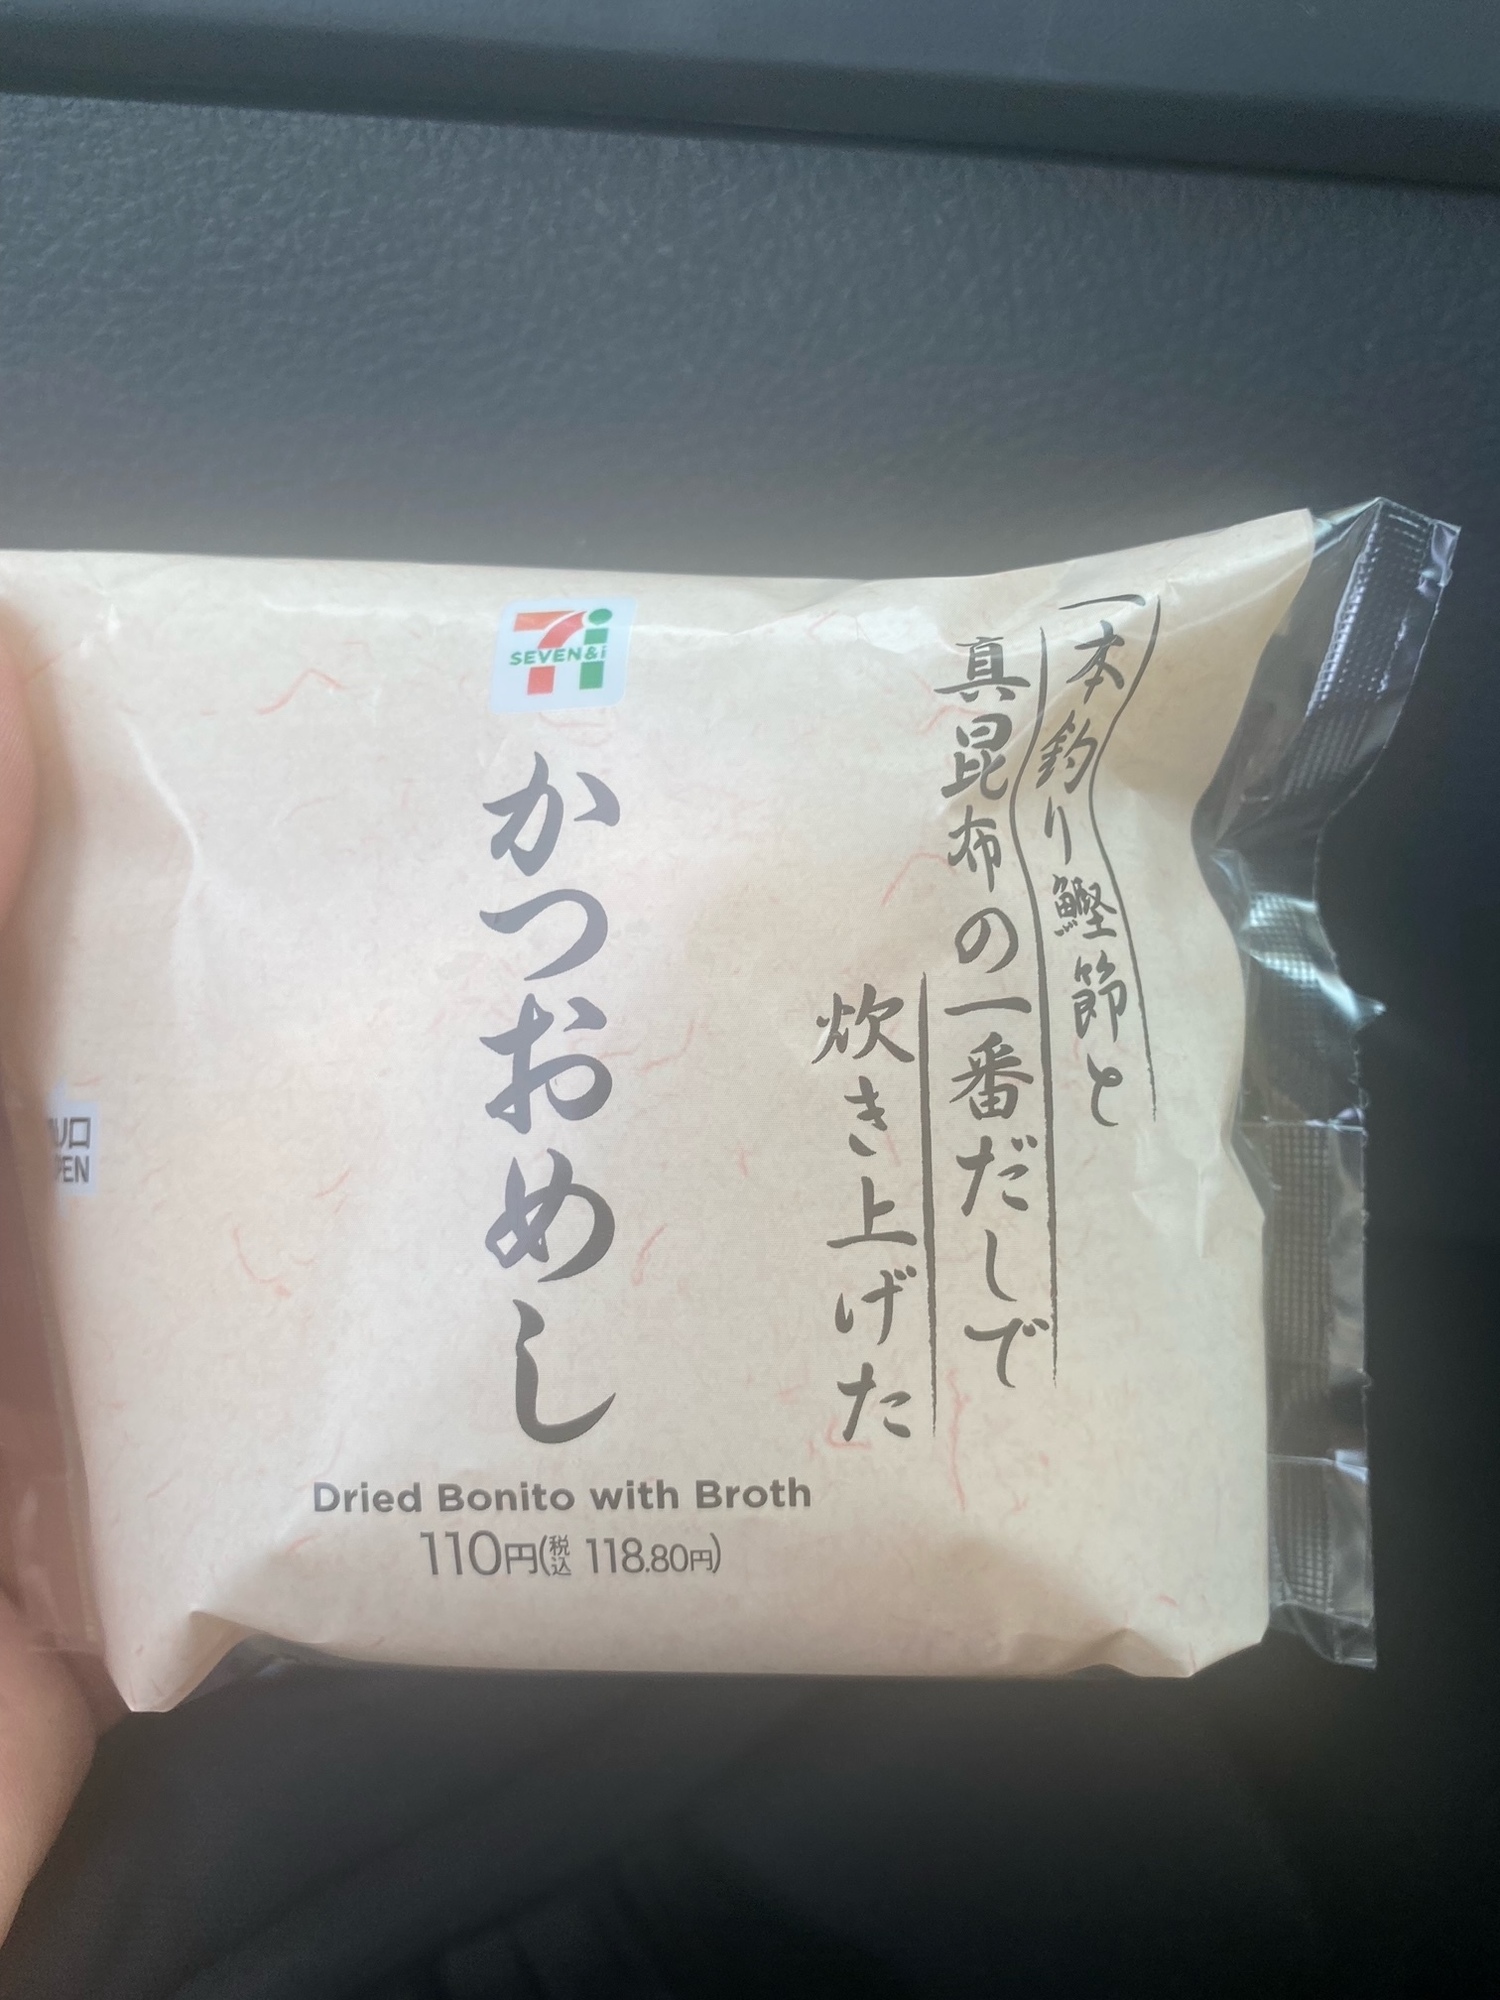 一本釣り鰹節と
真昆布の一番だしで
炊き上げた
SEVEN&i
かつおめし
Dried Bonito with Broth
110円(税込 118.80円)
口
PEN